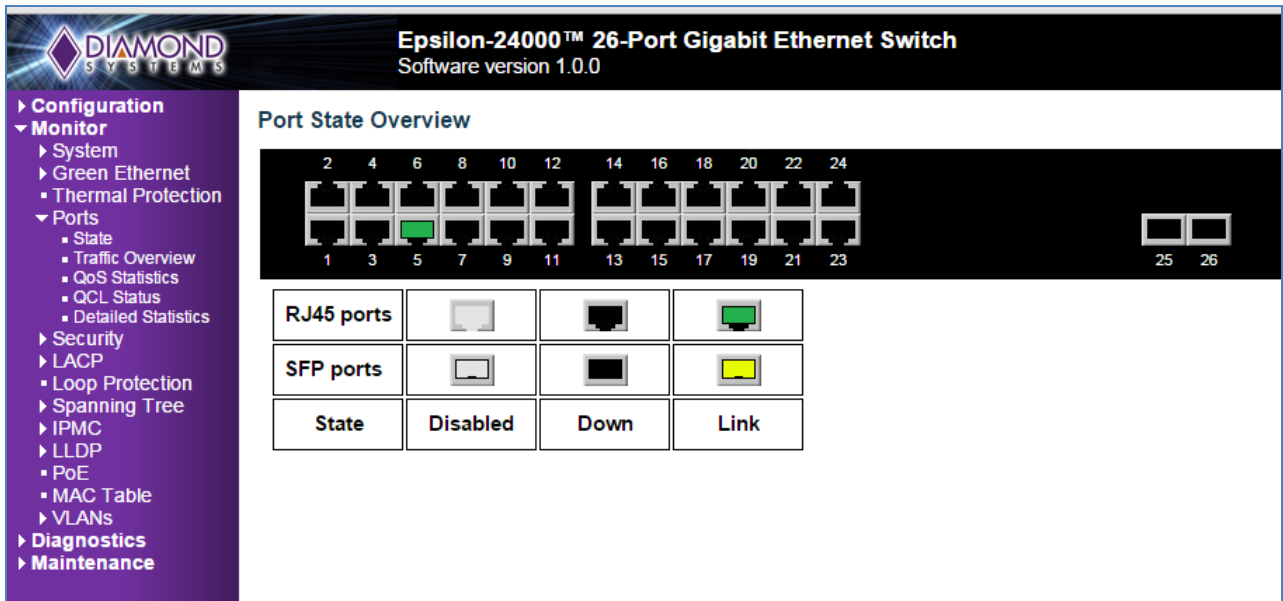 DIAMOND
SYSTEMS
Epsilon-24000™ 26-Port Gigabit Ethernet Switch
Software version 1.0.0
Configuration
Monitor
System
Green Ethernet
Thermal Protection
Ports
State
Traffic Overview
QoS Statistics
QCL Status
Detailed Statistics
Security
LACP
Loop Protection
Spanning Tree
IPMC
LLDP
PoE
MAC Table
VLANs
Diagnostics
Maintenance
Port State Overview
2 4 6 8 10 12 14 16 18 20 22 24
1 3 5 7 9 11 13 15 17 19 21 23 25 26
RJ45 ports
SFP ports
State Disabled Down Link